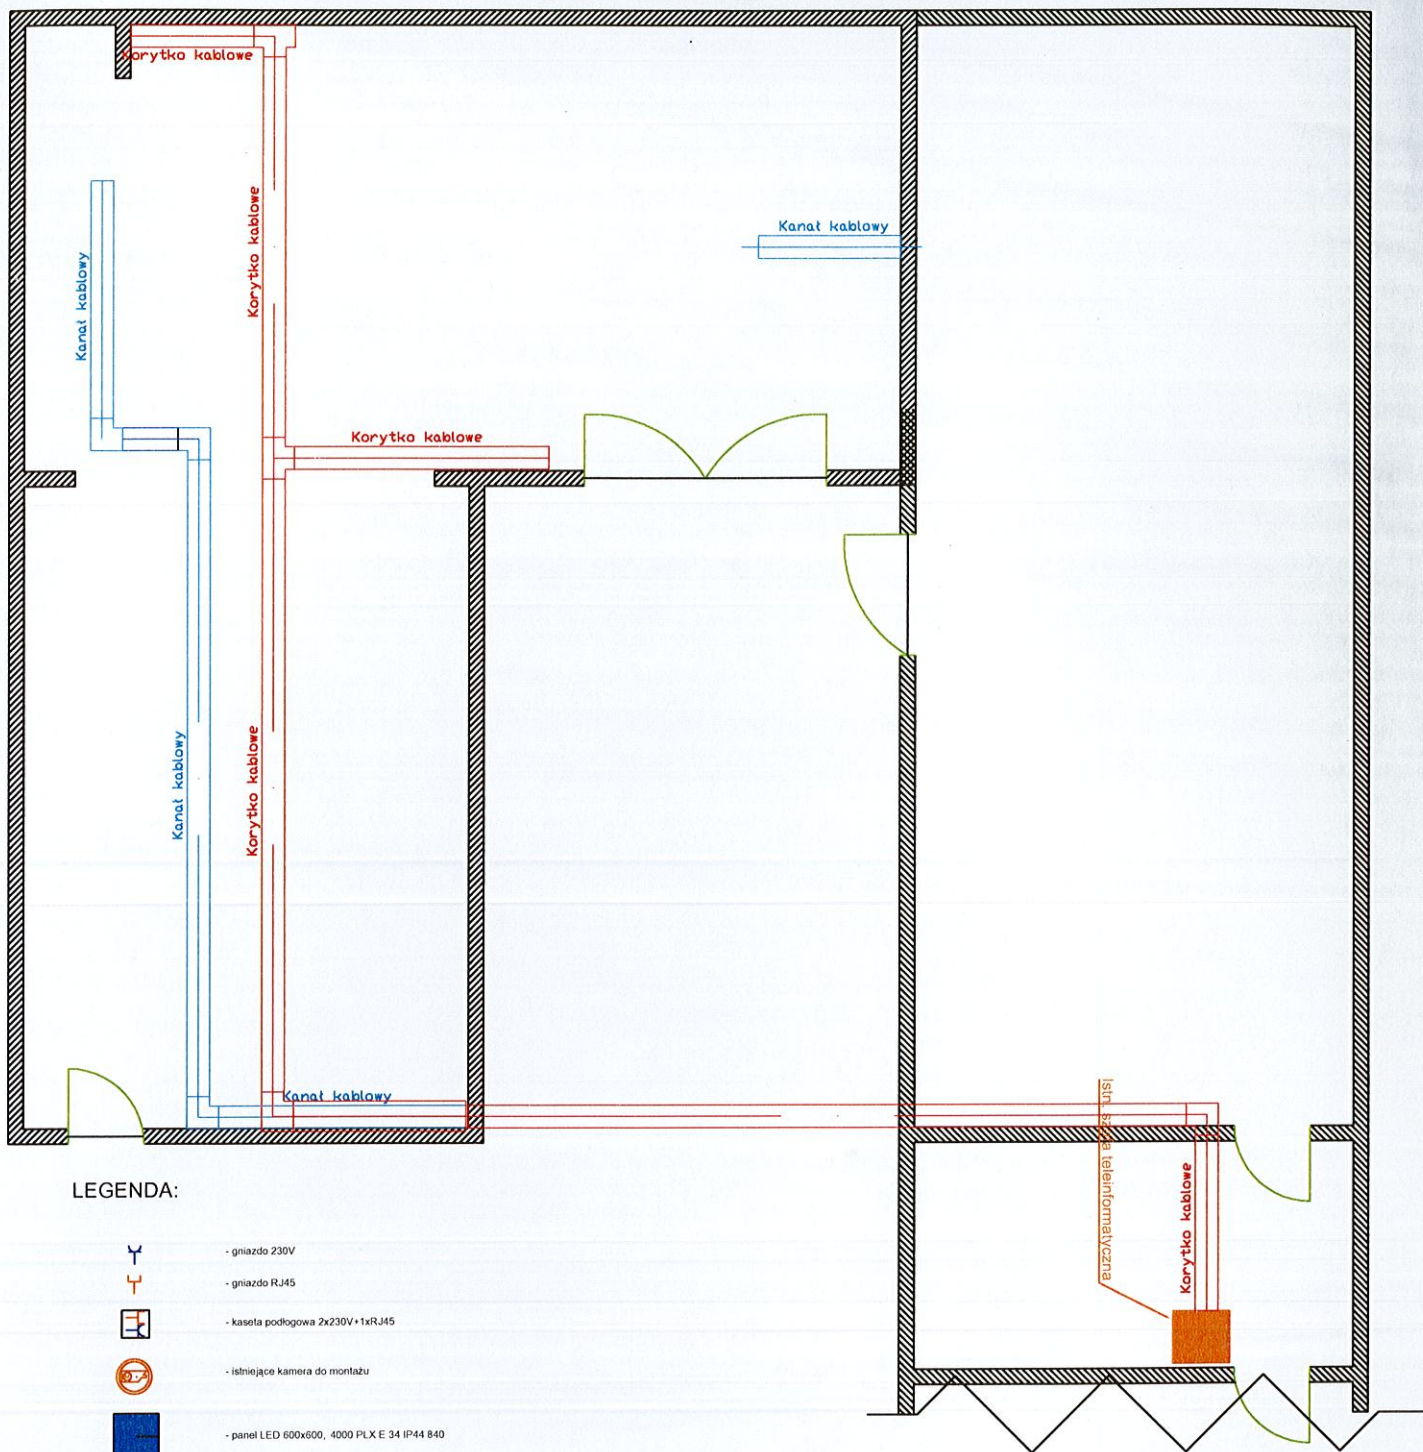 Korytko kablowe
Kanał kablowy
Korytko kablowe
Kanał kablowy
Korytko kablowe
Kanał kablowy
Korytko kablowe
Kanał kablowy
Istn. szafa teleinformatyczna
Korytko kablowe
LEGENDA:
- gniazdo 230V
- gniazdo RJ45
- kaseta podłogowa 2x230V+1xRJ45
- istniejące kamera do montażu
- panel LED 600x600, 4000 PLX E 34 IP44 840